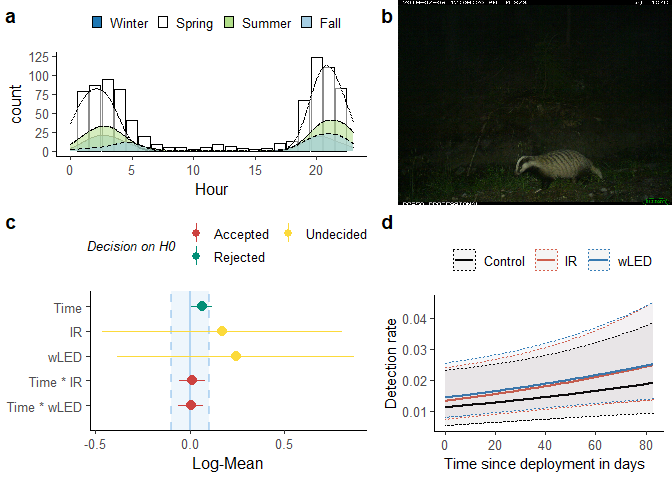 a
Winter Spring Summer Fall
125
100
75
50
25
0
count
0 5 10 15 20
Hour
b
c
Decision on H0
Accepted Undecided
Rejected
Time
IR
wLED
Time * IR
Time * wLED
-0.5 0.0 0.5
Log-Mean
d
Control IR wLED
0.04
0.03
0.02
0.01
Detection rate
0 20 40 60 80
Time since deployment in days